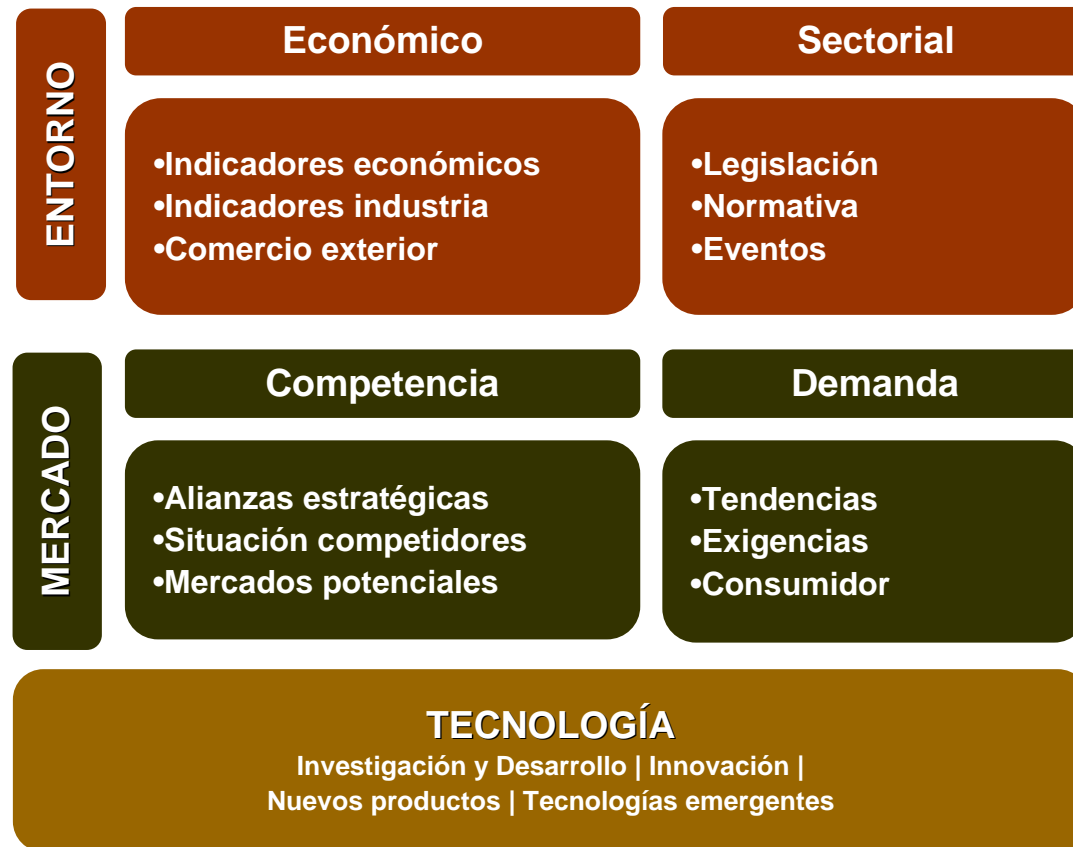 ENTORNO
Económico
•Indicadores económicos
•Indicadores industria
•Comercio exterior
Sectorial
•Legislación
•Normativa
•Eventos
MERCADO
Competencia
•Alianzas estratégicas
•Situación competidores
•Mercados potenciales
Demanda
•Tendencias
•Exigencias
•Consumidor
TECNOLOGÍA
Investigación y Desarrollo | Innovación |
Nuevos productos | Tecnologías emergentes